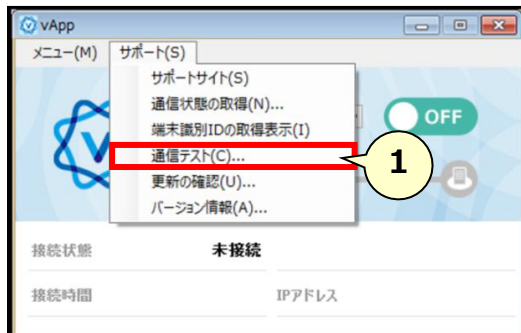 vApp
メニュー(M) サポート(S)
サポートサイト(S)
通信状態の取得(N)...
端末識別IDの取得表示(I)
通信テスト(C)...
更新の確認(U)...
バージョン情報(A)...
OFF
1
接続状態 未接続
接続時間 IPアドレス